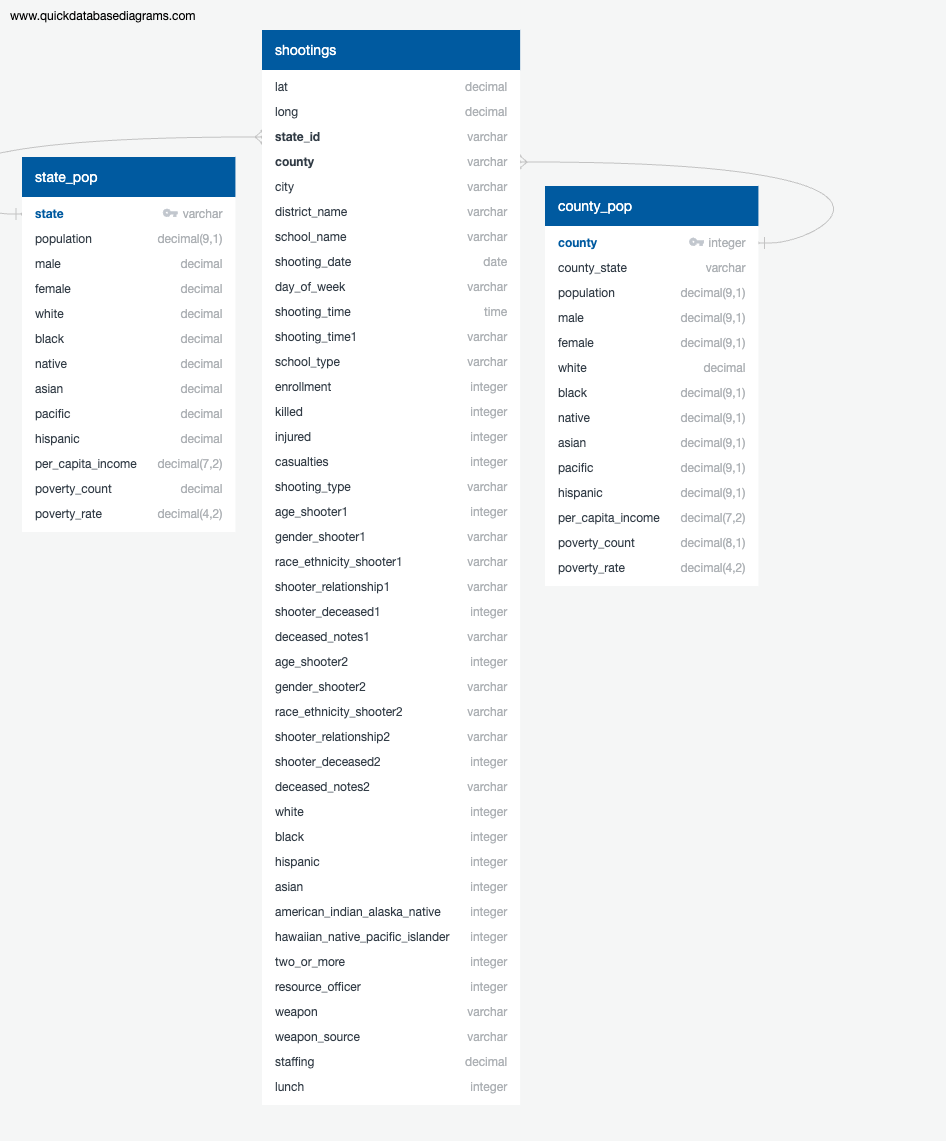 www.quickdatabasediagrams.com
shootings
lat decimal
long decimal
state_id varchar
county varchar
city varchar
district_name varchar
school_name varchar
shooting_date date
day_of_week varchar
shooting_time time
shooting_time1 varchar
school_type varchar
enrollment integer
killed integer
injured integer
casualties integer
shooting_type varchar
age_shooter1 integer
gender_shooter1 varchar
race_ethnicity_shooter1 varchar
shooter_relationship1 varchar
shooter_deceased1 integer
deceased_notes1 varchar
age_shooter2 integer
gender_shooter2 varchar
race_ethnicity_shooter2 varchar
shooter_relationship2 varchar
shooter_deceased2 integer
deceased_notes2 varchar
white integer
black integer
hispanic integer
asian integer
american_indian_alaska_native integer
hawaiian_native_pacific_islander integer
two_or_more integer
resource_officer integer
weapon varchar
weapon_source varchar
staffing decimal
lunch integer
state_pop
state varchar
population decimal(9,1)
male decimal
female decimal
white decimal
black decimal
native decimal
asian decimal
pacific decimal
hispanic decimal
per_capita_income decimal(7,2)
poverty_count decimal
poverty_rate decimal(4,2)
county_pop
county integer
county_state varchar
population decimal(9,1)
male decimal(9,1)
female decimal(9,1)
white decimal
black decimal(9,1)
native decimal(9,1)
asian decimal(9,1)
pacific decimal(9,1)
hispanic decimal(9,1)
per_capita_income decimal(7,2)
poverty_count decimal(8,1)
poverty_rate decimal(4,2)